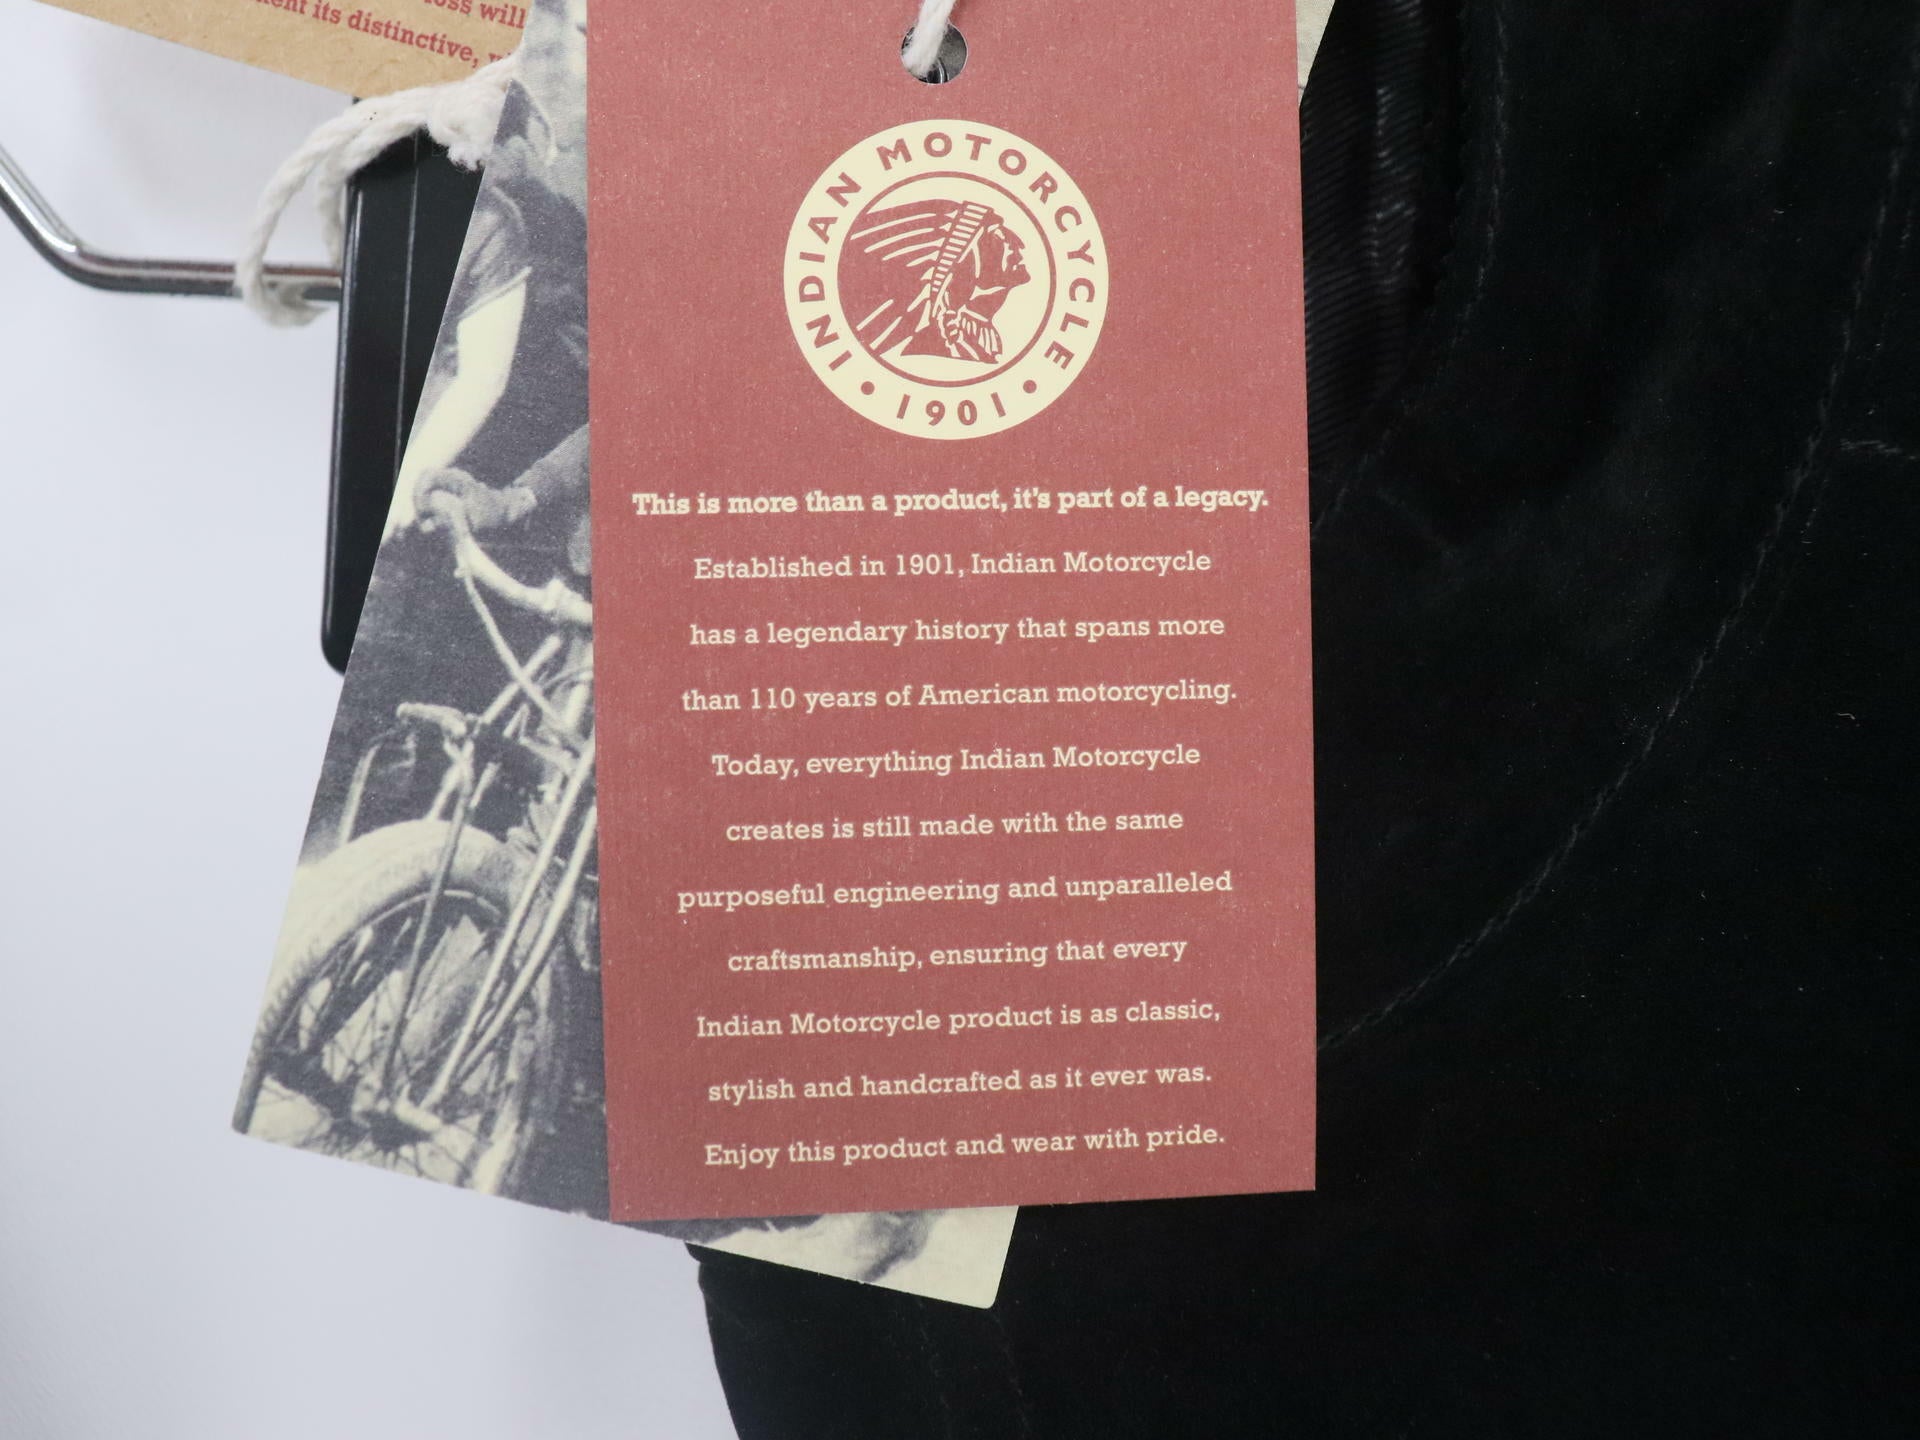 loss will
its distinctive,
INDIAN MOTORCYCLE
• 1901 •
This is more than a product, it's part of a legacy.
Established in 1901, Indian Motorcycle
has a legendary history that spans more
than 110 years of American motorcycling.
Today, everything Indian Motorcycle
creates is still made with the same
purposeful engineering and unparalleled
craftsmanship, ensuring that every
Indian Motorcycle product is as classic,
stylish and handcrafted as it ever was.
Enjoy this product and wear with pride.